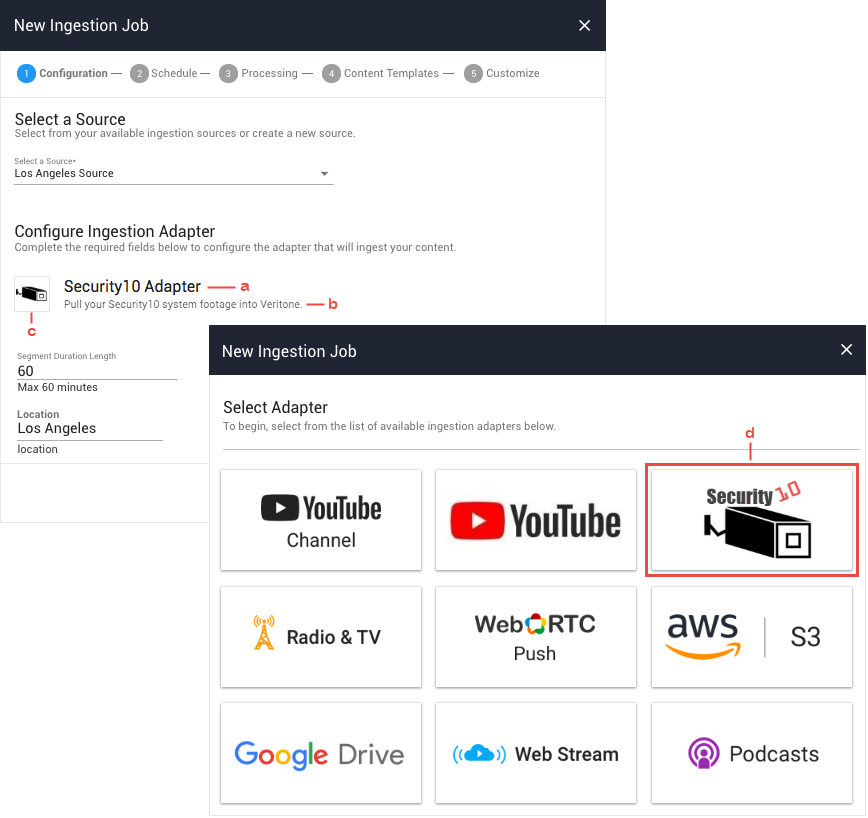 New Ingestion Job
1 Configuration — 2 Schedule — 3 Processing — 4 Content Templates — 5 Customize
Select a Source
Select from your available ingestion sources or create a new source.
Select a Source*
Los Angeles Source
Configure Ingestion Adapter
Complete the required fields below to configure the adapter that will ingest your content.
Security10 Adapter a
Pull your Security10 system footage into Veritone. b
c
Segment Duration Length
60
Max 60 minutes
Location
Los Angeles
location
New Ingestion Job
Select Adapter
To begin, select from the list of available ingestion adapters below.
d
YouTube
Channel
YouTube
Security 10
Radio & TV
WebRTC
Push
aws S3
Google Drive
Web Stream
Podcasts